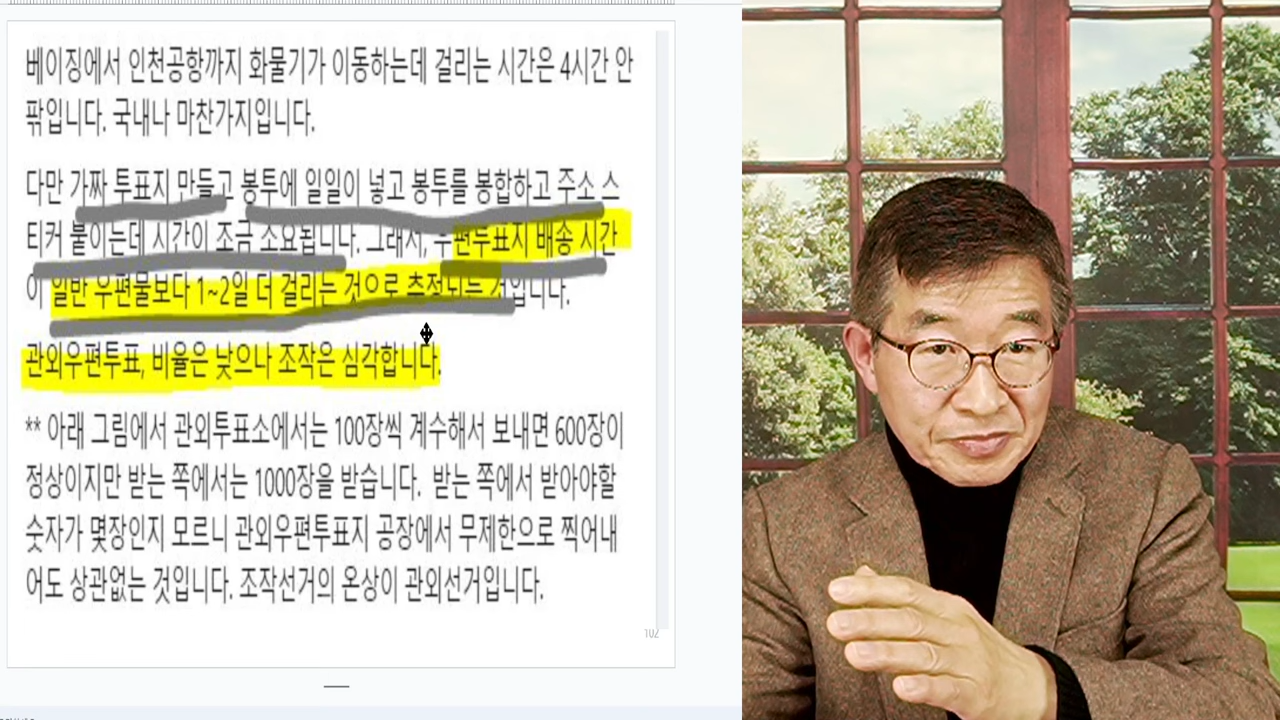 베이징에서 인천공항까지 화물기가 이동하는데 걸리는 시간은 4시간 안
팎입니다. 국내나 마찬가지입니다.
다만 가짜 투표지 만들고 봉투에 일일이 넣고 봉투를 봉합하고 주소 스
티커 붙이는데 시간이 조금 소요됩니다. 그래서, 우편투표지 배송 시간
이 일반 우편물보다 1~2일 더 걸리는 것으로 추정되는 것입니다.
관외우편투표, 비율은 낮으나 조작은 심각합니다.
** 아래 그림에서 관외투표소에서는 100장씩 계수해서 보내면 600장이
정상이지만 받는 쪽에서는 1000장을 받습니다. 받는 쪽에서 받아야할
숫자가 몇장인지 모르니 관외우편투표지 공장에서 무제한으로 찍어내
어도 상관없는 것입니다. 조작선거의 온상이 관외선거입니다.
102